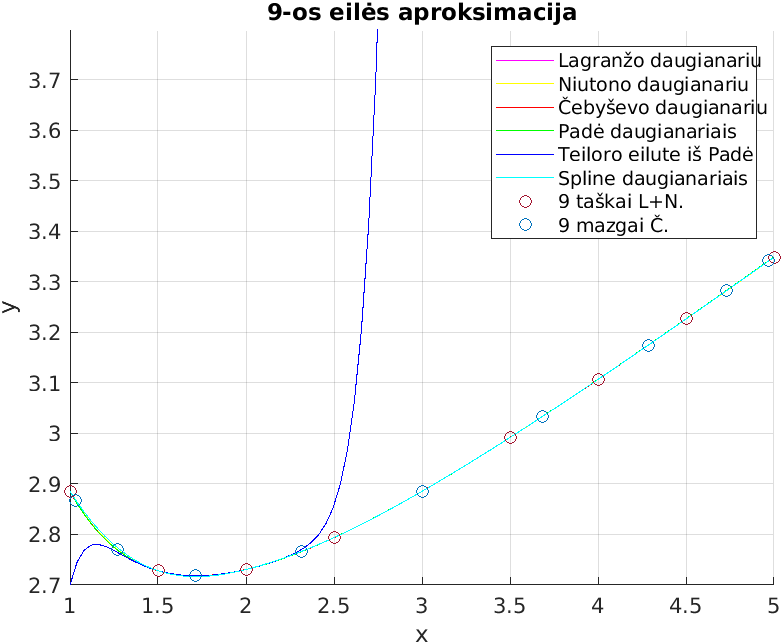 9-os eilės aproksimacija
Lagranžo daugianariu
Niutono daugianariu
Čebyševo daugianariu
Padė daugianariais
Teiloro eilute iš Padė
Spline daugianariais
9 taškai L+N.
9 mazgai Č.
y
3.7
3.6
3.5
3.4
3.3
3.2
3.1
3
2.9
2.8
2.7
1
1.5
2
2.5
3
3.5
4
4.5
5
x